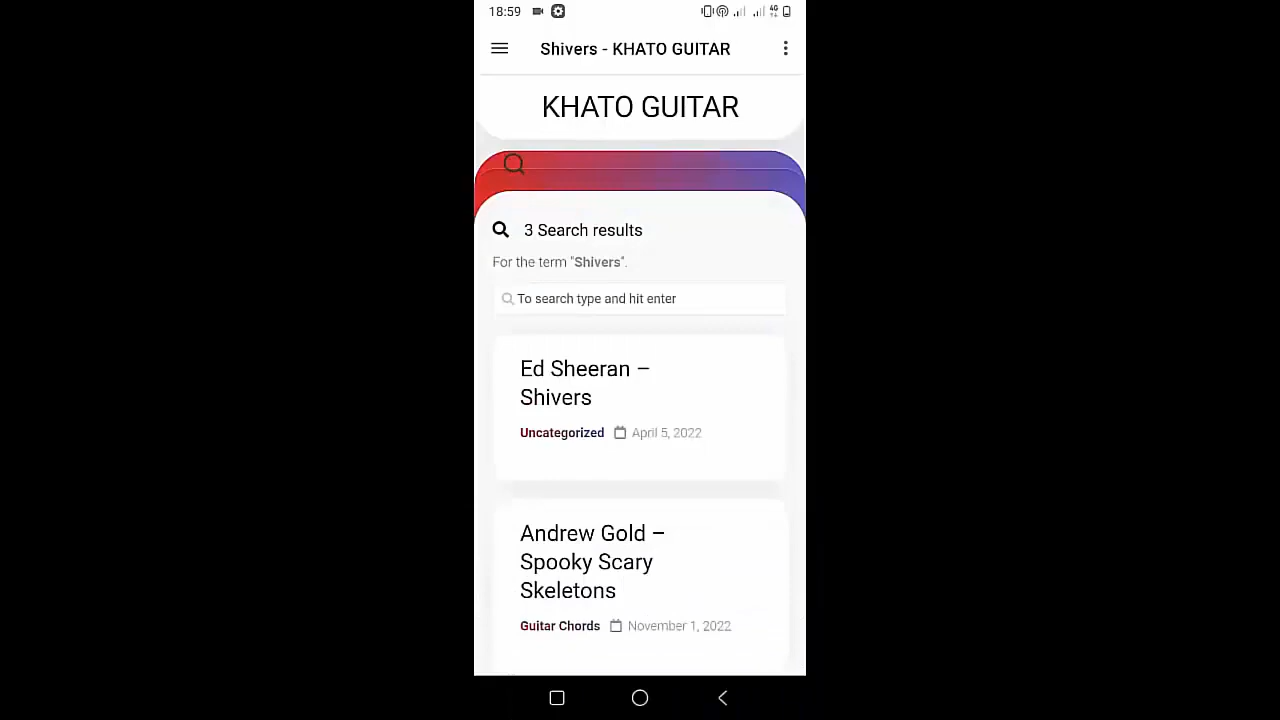 18:59
4G
Shivers - KHATO GUITAR
KHATO GUITAR
3 Search results
For the term "Shivers".
To search type and hit enter
Ed Sheeran –
Shivers
Uncategorized April 5, 2022
Andrew Gold –
Spooky Scary
Skeletons
Guitar Chords November 1, 2022